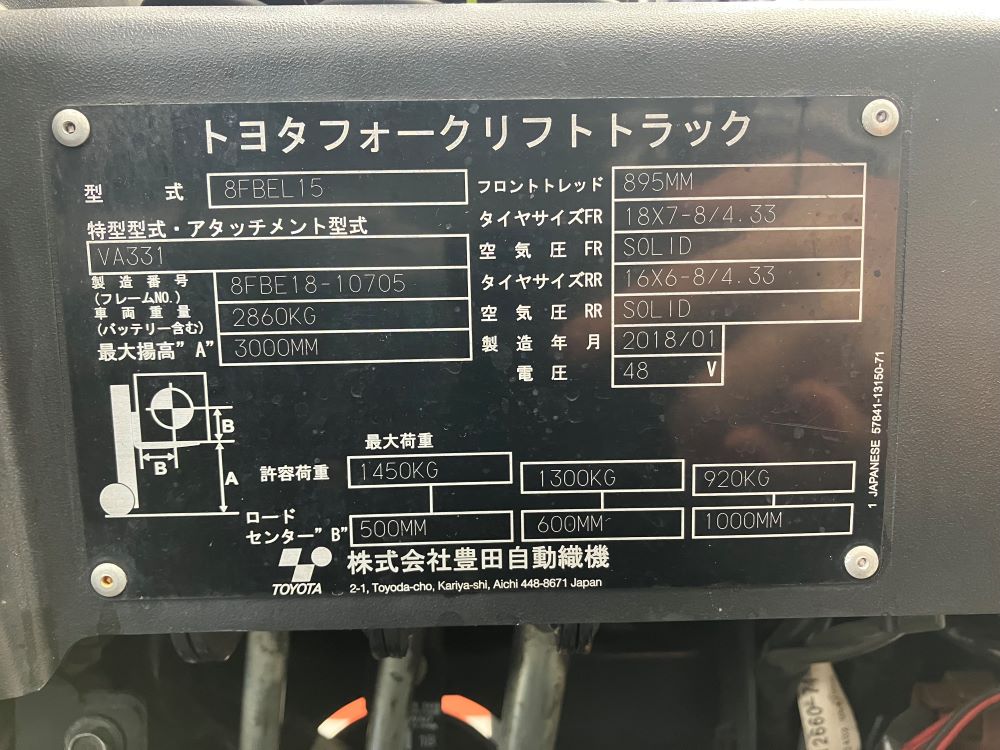 トヨタフォークリフトトラック
型式 8FBEL15
特型型式・アタッチメント型式
VA331
製造番号 8FBE18-10705
(フレームNO.)
車両重量 2860KG
(バッテリー含む)
最大揚高"A" 3000MM
フロントトレッド 895MM
タイヤサイズFR 18X7-8/4.33
空気圧 FR SOLID
タイヤサイズRR 16X6-8/4.33
空気圧 RR SOLID
製造年月 2018/01
電圧 48 V
B
B
A
最大荷重
許容荷重 1450KG 1300KG 920KG
ロード
センター"B" 500MM 600MM 1000MM
株式会社豊田自動織機
TOYOTA 2-1, Toyoda-cho, Kariya-shi, Aichi 448-8671 Japan
1 JAPANESE 57841-13150-71